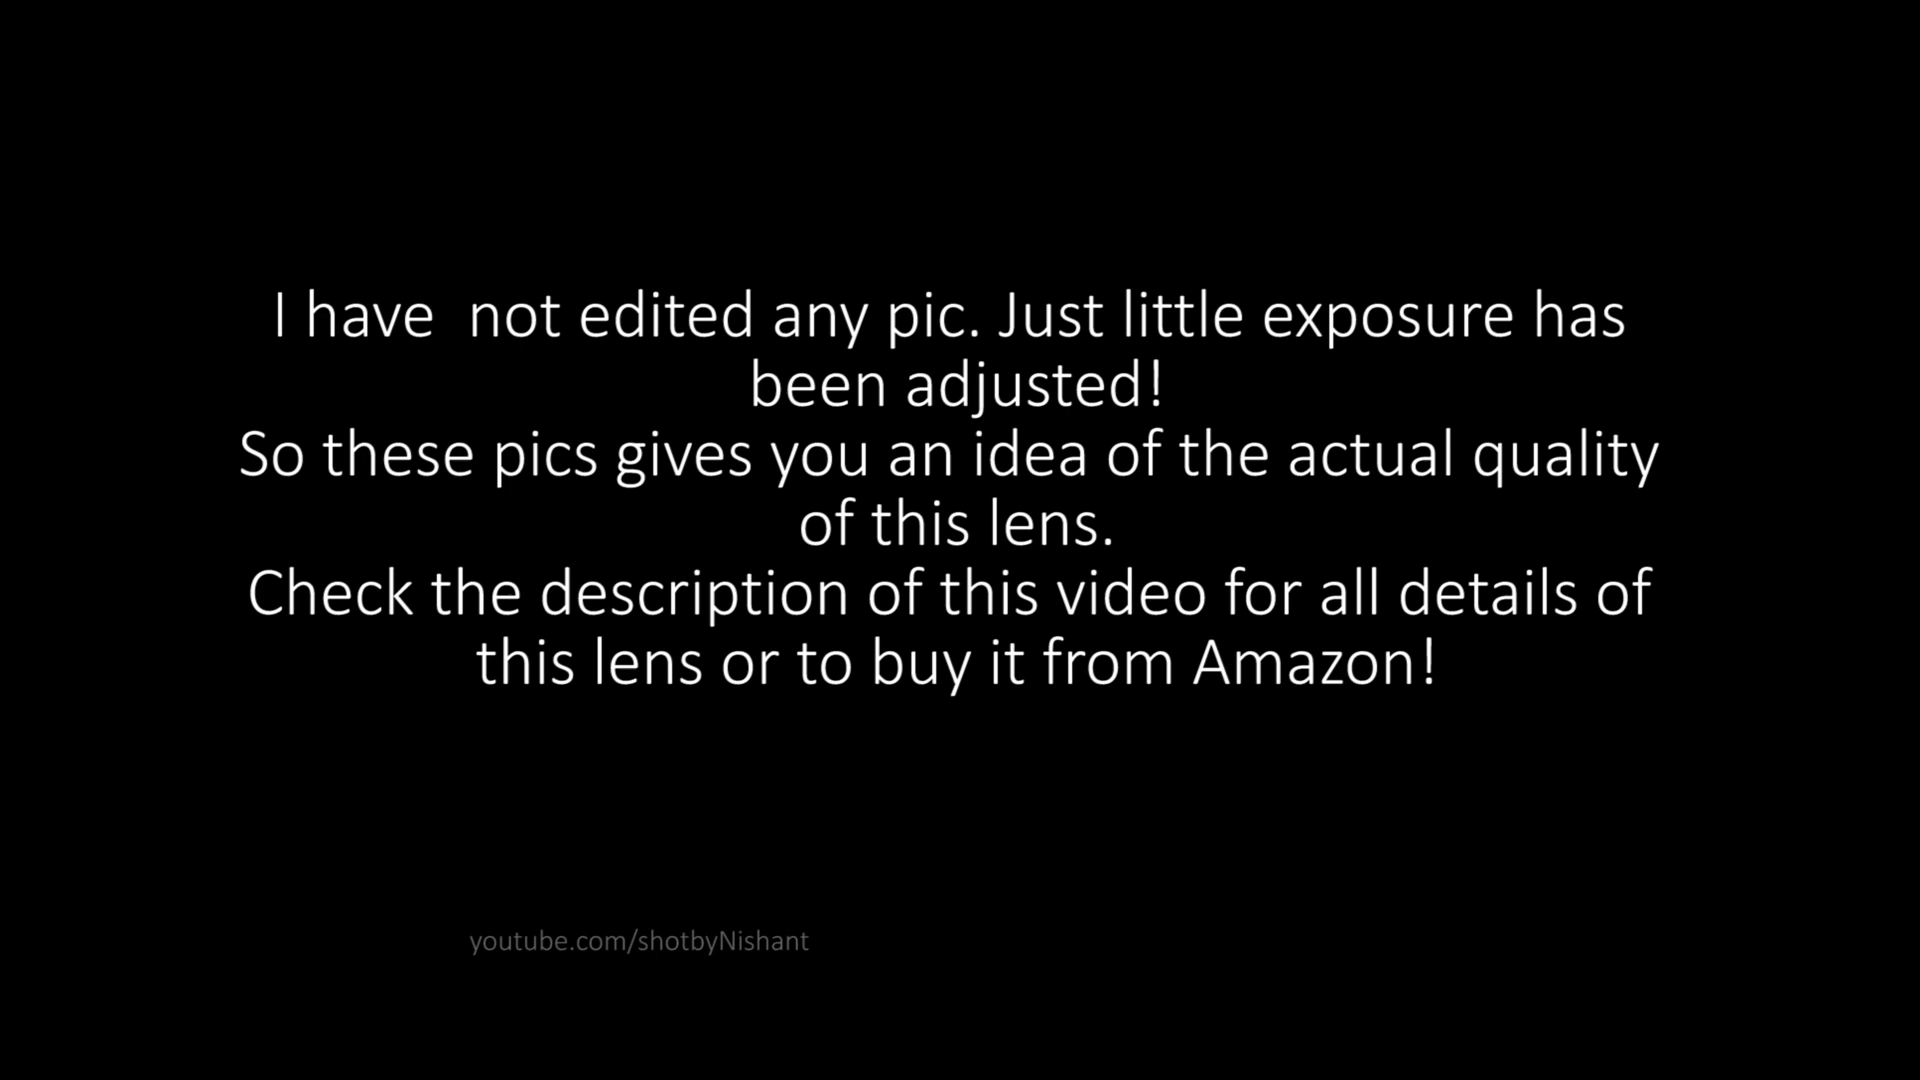 I have  not edited any pic. Just little exposure has
been adjusted!
So these pics gives you an idea of the actual quality
of this lens.
Check the description of this video for all details of
this lens or to buy it from Amazon!
youtube.com/shotbyNishant